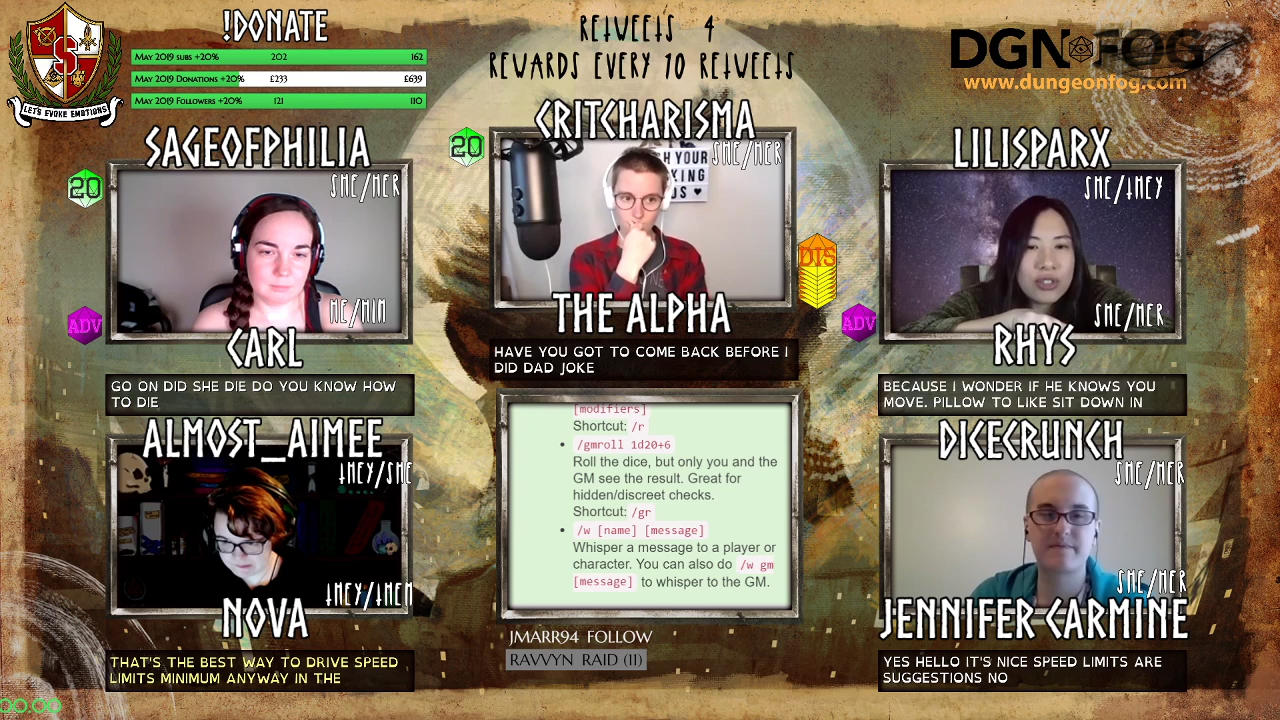 !DONATE
MAY 2019 SUBS +20% 202 162
MAY 2019 DONATIONS +20% £233 £639
MAY 2019 FOLLOWERS +20% 121 110
S
LET'S EVOKE EMOTIONS
RETWEETS 4
REWARDS EVERY 10 RETWEETS
DGN FOG
www.dungeonfog.com
SAGEOFPHILIA
SHE/HER
20
HE/HIM
ADV
CARL
GO ON DID SHE DIE DO YOU KNOW HOW
TO DIE
CRITCHARISMA
SHE/HER
20
H YOUR
KING
DS ♥
DIS
THE ALPHA
HAVE YOU GOT TO COME BACK BEFORE I
DID DAD JOKE
LILISPARX
SHE/THEY
SHE/HER
ADV
RHYS
BECAUSE I WONDER IF HE KNOWS YOU
MOVE. PILLOW TO LIKE SIT DOWN IN
ALMOST_AIMEE
THEY/SHE
THEY/THEM
NOVA
THAT'S THE BEST WAY TO DRIVE SPEED
LIMITS MINIMUM ANYWAY IN THE
[modifiers]
Shortcut: /r
• /gmroll 1d20+6
Roll the dice, but only you and the
GM see the result. Great for
hidden/discreet checks.
Shortcut: /gr
• /w [name] [message]
Whisper a message to a player or
character. You can also do /w gm
[message] to whisper to the GM.
JMARR94 FOLLOW
RAVVYN RAID (11)
DICECRUNCH
SHE/HER
SHE/HER
JENNIFER CARMINE
YES HELLO IT'S NICE SPEED LIMITS ARE
SUGGESTIONS NO
00:00